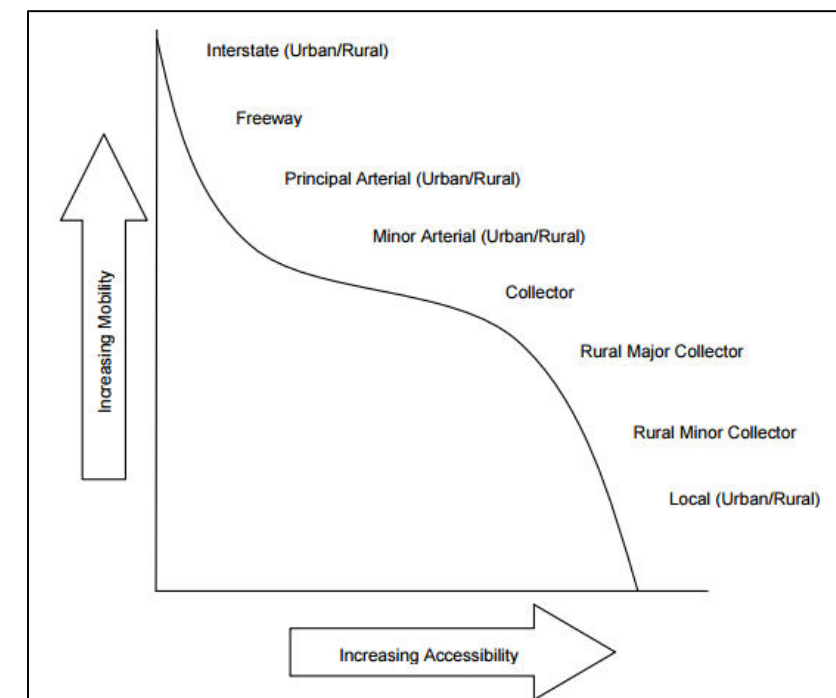 Interstate (Urban/Rural)
Freeway
Principal Arterial (Urban/Rural)
Minor Arterial (Urban/Rural)
Collector
Rural Major Collector
Rural Minor Collector
Local (Urban/Rural)
Increasing Mobility
Increasing Accessibility